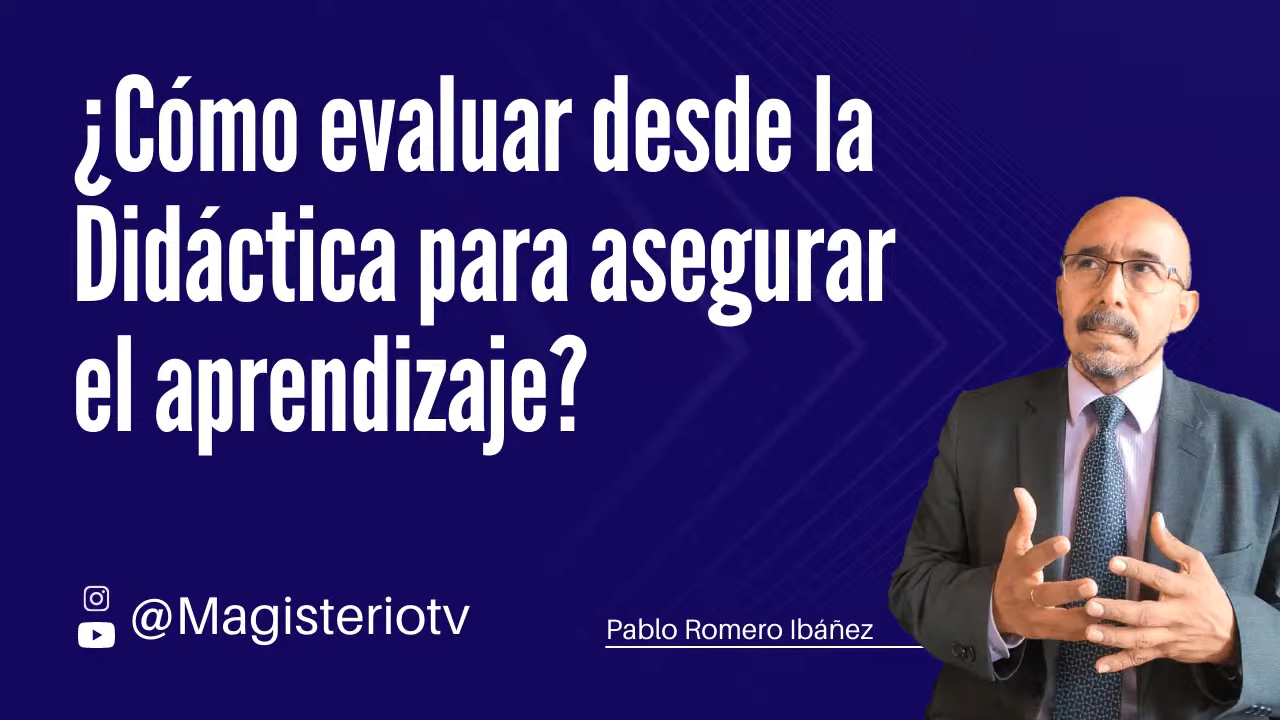 ¿Cómo evaluar desde la
Didáctica para asegurar
el aprendizaje?
@Magisteriotv
Pablo Romero Ibáñez